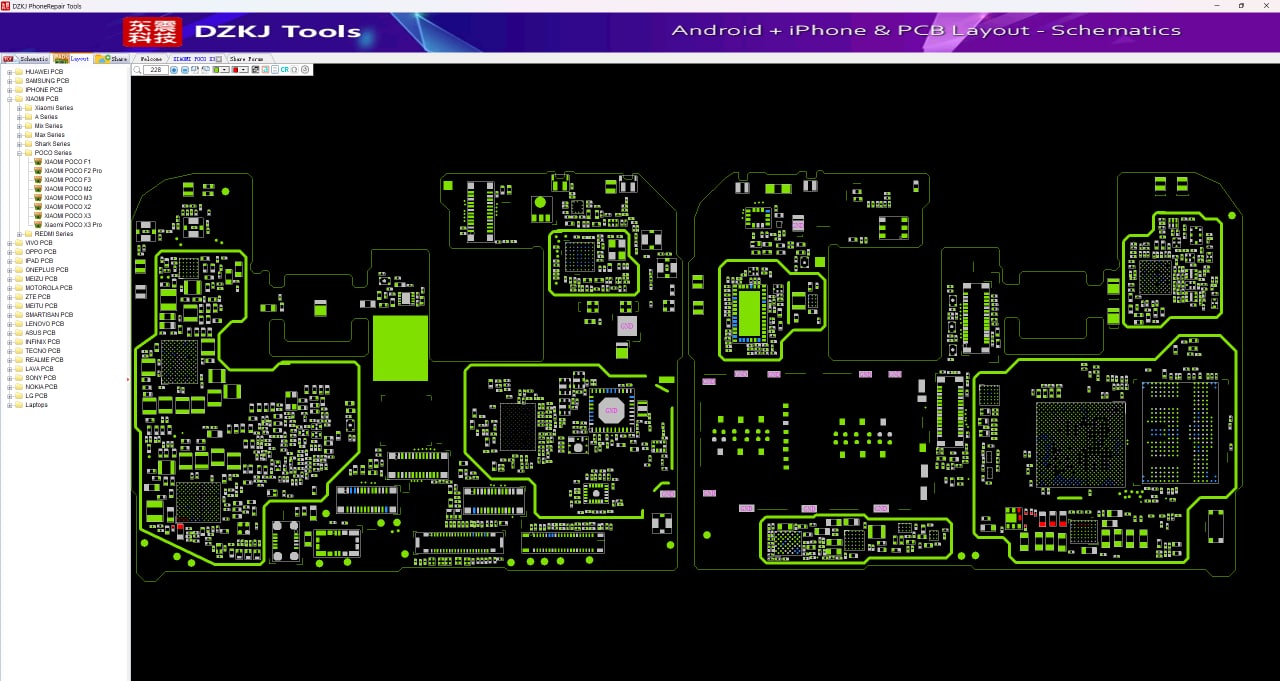 DZKJ PhoneRepair Tools
东震
科技
DZKJ Tools
Android + iPhone & PCB Layout - Schematics
Schematic
Layout
Share
Welcome
XIAOMI POCO X3
Share Forum
228
CR
HUAWEI PCB
SAMSUNG PCB
IPHONE PCB
XIAOMI PCB
Xiaomi Series
A Series
Mix Series
Max Series
Shark Series
POCO Series
XIAOMI POCO F1
XIAOMI POCO F2 Pro
XIAOMI POCO F3
XIAOMI POCO M2
XIAOMI POCO M3
XIAOMI POCO X2
XIAOMI POCO X3
Xiaomi POCO X3 Pro
REDMI Series
VIVO PCB
OPPO PCB
IPAD PCB
ONEPLUS PCB
MEIZU PCB
MOTOROLA PCB
ZTE PCB
MEITU PCB
SMARTISAN PCB
LENOVO PCB
ASUS PCB
INFINIX PCB
TECNO PCB
REALME PCB
LAVA PCB
SONY PCB
NOKIA PCB
LG PCB
Laptops
GND
GND